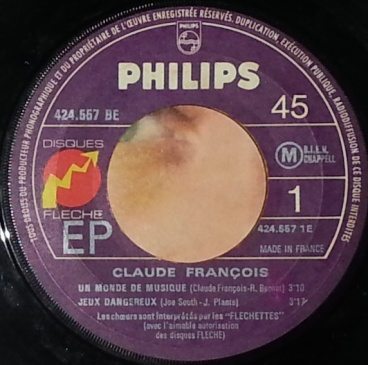 TOUS DROITS DU PRODUCTEUR PHONOGRAPHIQUE ET DU PROPRIÉTAIRE DE L'ŒUVRE ENREGISTRÉE RÉSERVÉS. DUPLICATION, EXÉCUTION PUBLIQUE, RADIODIFFUSION DE CE DISQUE INTERDITES
PHILIPS
PHILIPS
424.557 BE
45
DISQUES
FLECHE
EP
M
B.I.E.M.
CHAPPELL
1
424.557 1E
MADE IN FRANCE
CLAUDE FRANÇOIS
UN MONDE DE MUSIQUE (Claude François-R. 3'10
JEUX DANGEREUX (Joe South-J. Plante) 3'17
Les chœurs sont interprétés par les "FLECHETTES"
(avec l'aimable autorisation
des disques FLECHE)